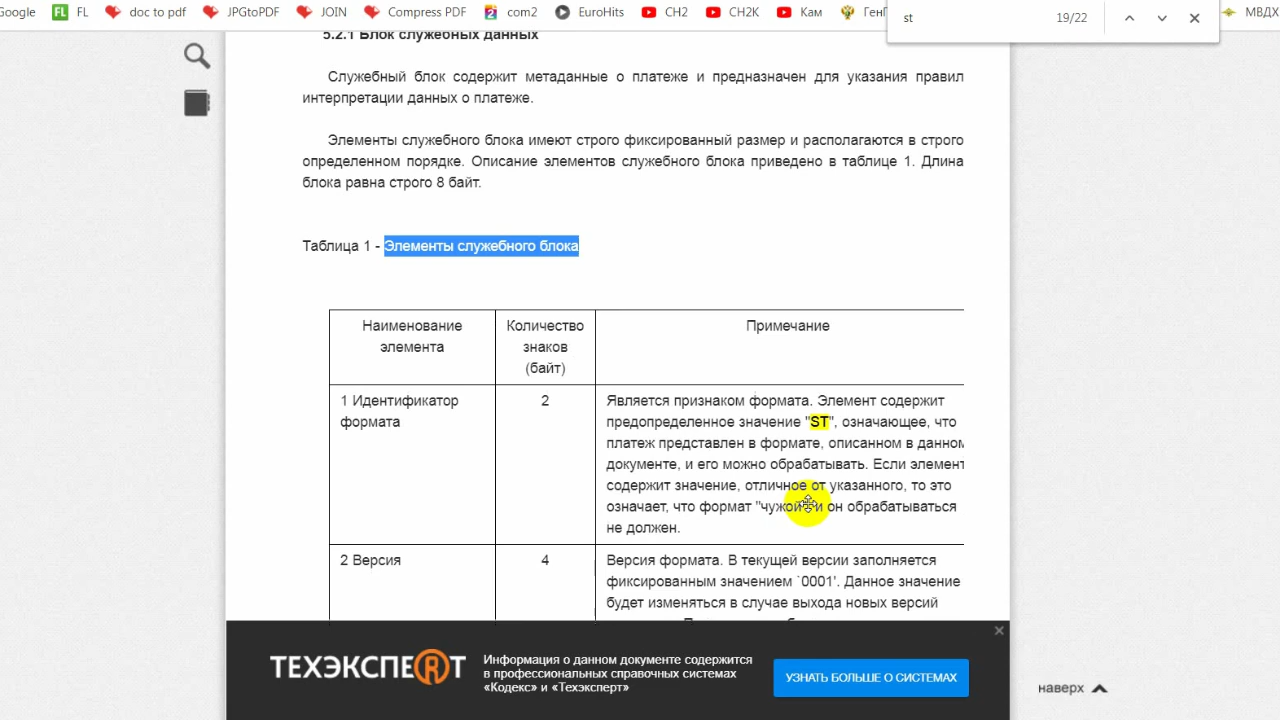 Google FL FL doc to pdf JPGtoPDF JOIN Compress PDF 2 com2 EuroHits CH2 CH2K Кам МВДХ
st 19/22
5.2.1 Блок служебных данных
Служебный блок содержит метаданные о платеже и предназначен для указания правил
интерпретации данных о платеже.
Элементы служебного блока имеют строго фиксированный размер и располагаются в строго
определенном порядке. Описание элементов служебного блока приведено в таблице 1. Длина
блока равна строго 8 байт.
Таблица 1 - Элементы служебного блока
Наименование
элемента
Количество
знаков
(байт)
Примечание
1 Идентификатор
формата
2
Является признаком формата. Элемент содержит
предопределенное значение "ST", означающее, что
платеж представлен в формате, описанном в данном
документе, и его можно обрабатывать. Если элемент
содержит значение, отличное от указанного, то это
означает, что формат "чужой" и он обрабатываться
не должен.
2 Версия
4
Версия формата. В текущей версии заполняется
фиксированным значением `0001'. Данное значение
будет изменяться в случае выхода новых версий
ТЕХЭКСПЕRТ
Информация о данном документе содержится
в профессиональных справочных системах
«Кодекс» и «Техэксперт»
УЗНАТЬ БОЛЬШЕ О СИСТЕМАХ
наверх